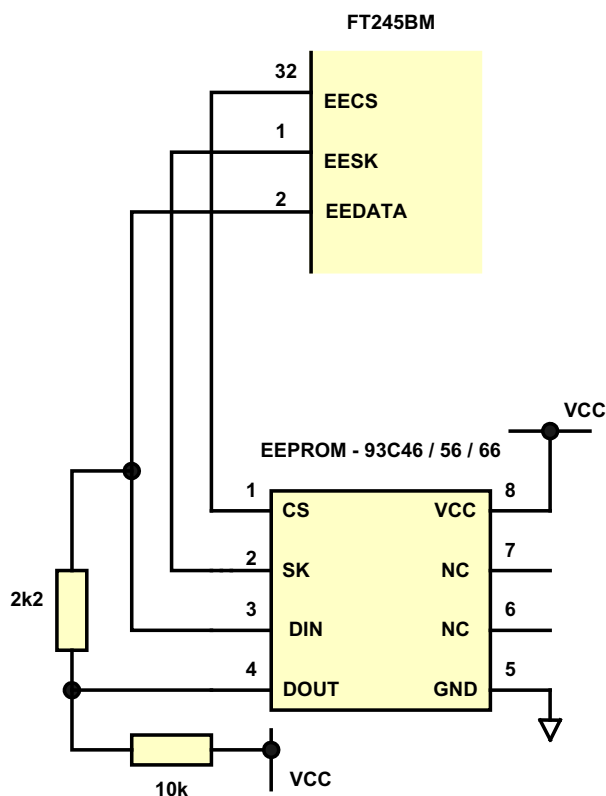 FT245BM
32
EECS
1
EESK
2
EEDATA
VCC
EEPROM - 93C46 / 56 / 66
1
CS
VCC
8
2
SK
NC
7
2k2
3
DIN
NC
6
4
DOUT
GND
5
10k
VCC